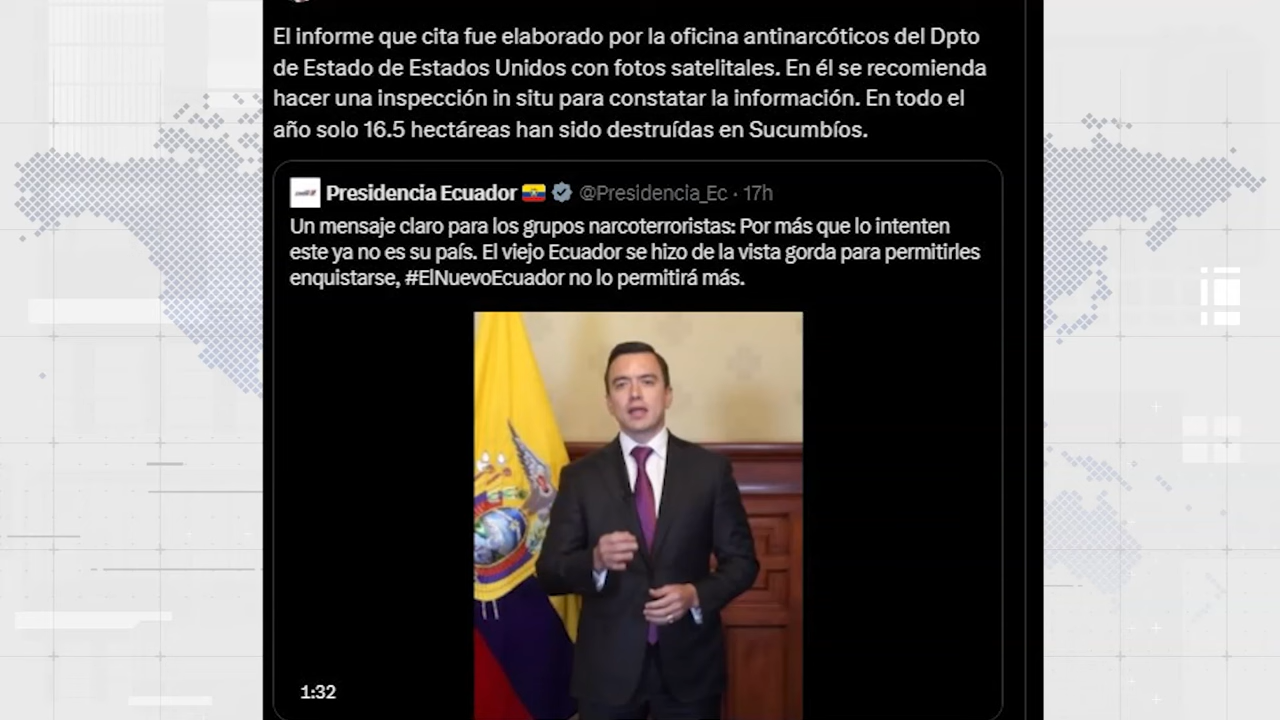 El informe que cita fue elaborado por la oficina antinarcóticos del Dpto
de Estado de Estados Unidos con fotos satelitales. En él se recomienda
hacer una inspección in situ para constatar la información. En todo el
año solo 16.5 hectáreas han sido destruídas en Sucumbíos.
Presidencia Ecuador 🇪🇨 @Presidencia_Ec · 17h
Un mensaje claro para los grupos narcoterroristas: Por más que lo intenten
este ya no es su país. El viejo Ecuador se hizo de la vista gorda para permitirles
enquistarse, #ElNuevoEcuador no lo permitirá más.
1:32